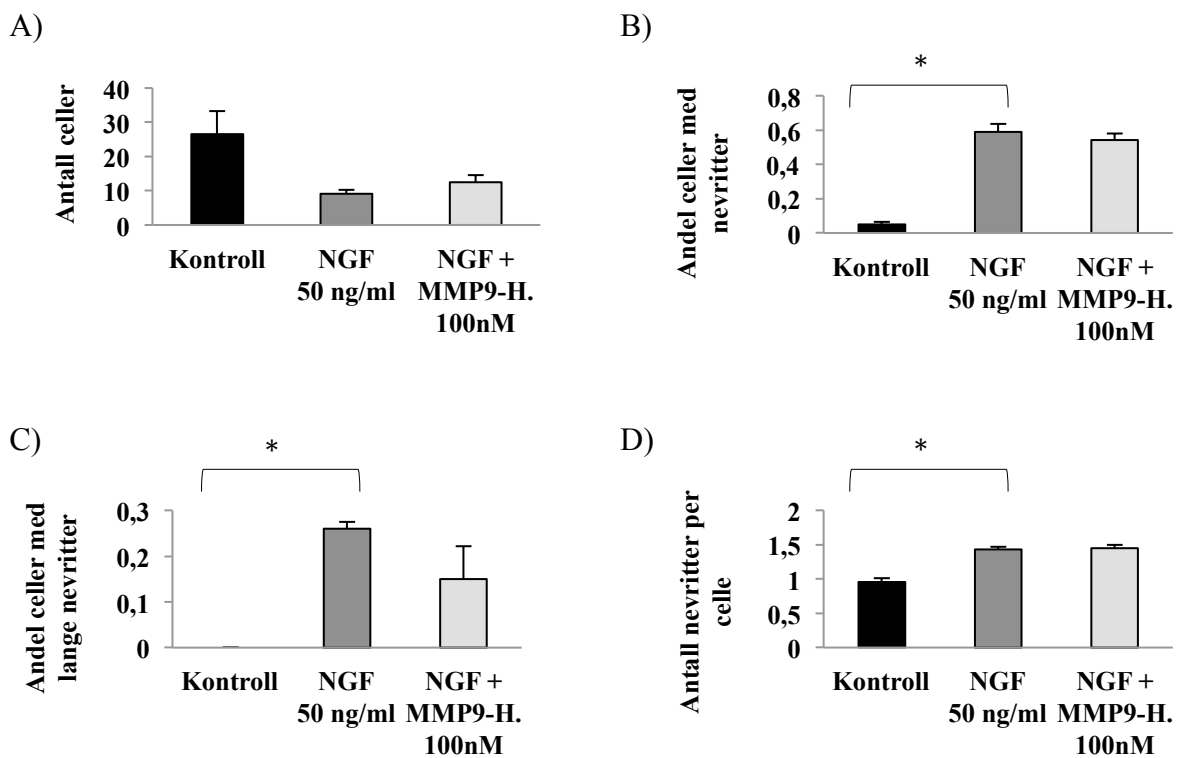 A)
Antall celler
40
30
20
10
0
Kontroll
NGF
50 ng/ml
NGF +
MMP9-H.
100nM
B)
*
Andel celler med
nevritter
0,8
0,6
0,4
0,2
0
Kontroll
NGF
50 ng/ml
NGF +
MMP9-H.
100nM
C)
*
Andel celler med
lange nevritter
0,3
0,2
0,1
0
Kontroll
NGF
50 ng/ml
NGF +
MMP9-H.
100nM
D)
*
Antall nevritter per
celle
2
1,5
1
0,5
0
Kontroll
NGF
50 ng/ml
NGF +
MMP9-H.
100nM